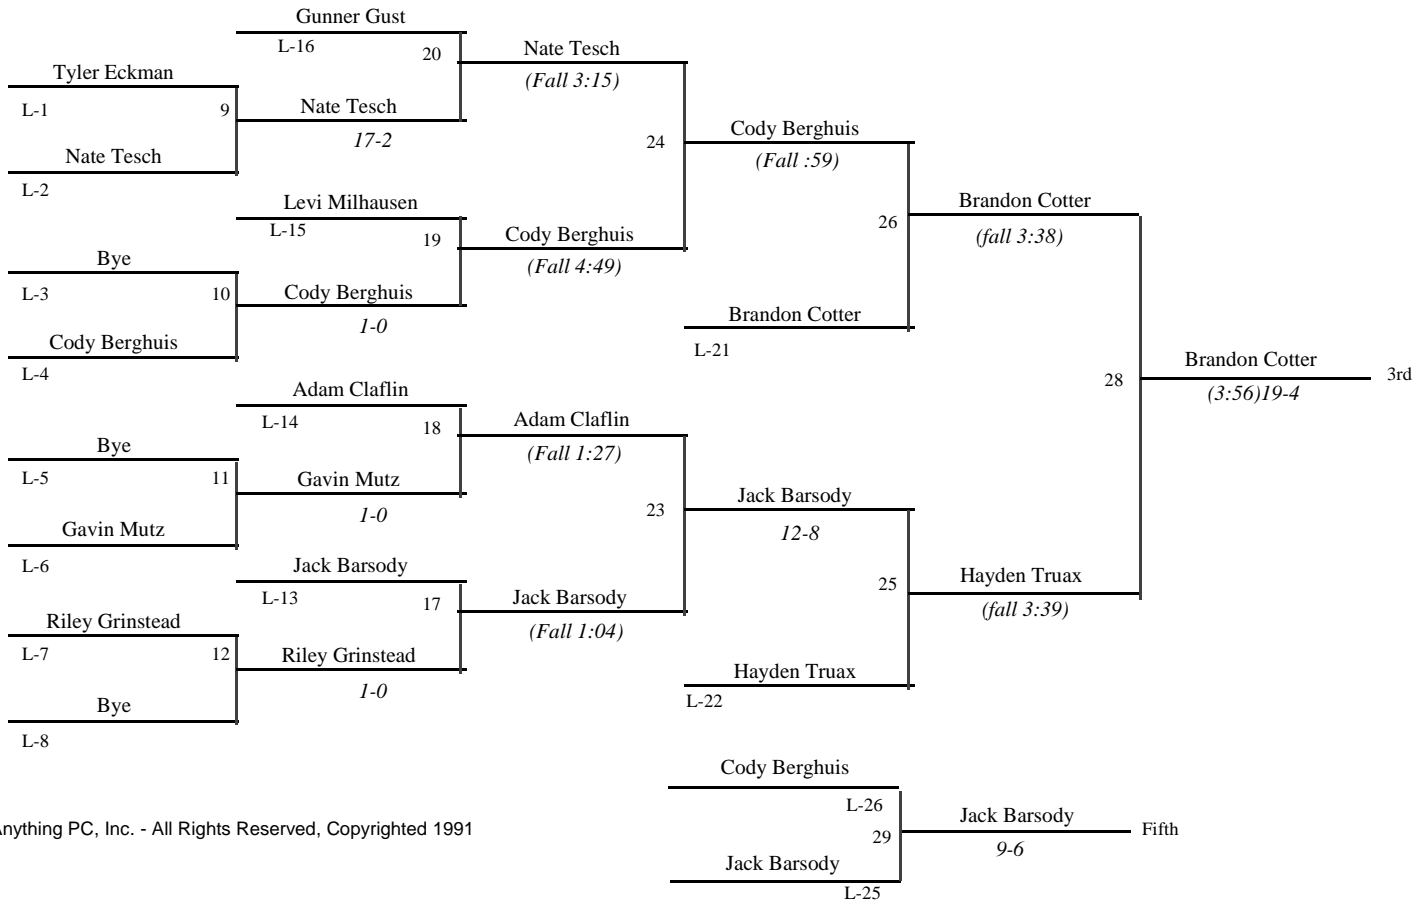 Gunner Gust
L-16
20
Nate Tesch
(Fall 3:15)
Tyler Eckman
L-1
9
Nate Tesch
17-2
Nate Tesch
L-2
24
Cody Berghuis
(Fall :59)
Levi Milhausen
L-15
19
Cody Berghuis
(Fall 4:49)
26
Brandon Cotter
(fall 3:38)
Bye
L-3
10
Cody Berghuis
1-0
Cody Berghuis
L-4
Brandon Cotter
L-21
28
Brandon Cotter
3rd
(3:56)19-4
Adam Claflin
L-14
18
Adam Claflin
(Fall 1:27)
Bye
L-5
11
Gavin Mutz
1-0
Gavin Mutz
L-6
23
Jack Barsody
12-8
Jack Barsody
L-13
17
Jack Barsody
(Fall 1:04)
25
Hayden Truax
(fall 3:39)
Riley Grinstead
L-7
12
Riley Grinstead
1-0
Bye
L-8
Hayden Truax
L-22
Cody Berghuis
L-26
29
Jack Barsody
Fifth
9-6
Jack Barsody
L-25
nything PC, Inc. - All Rights Reserved, Copyrighted 1991